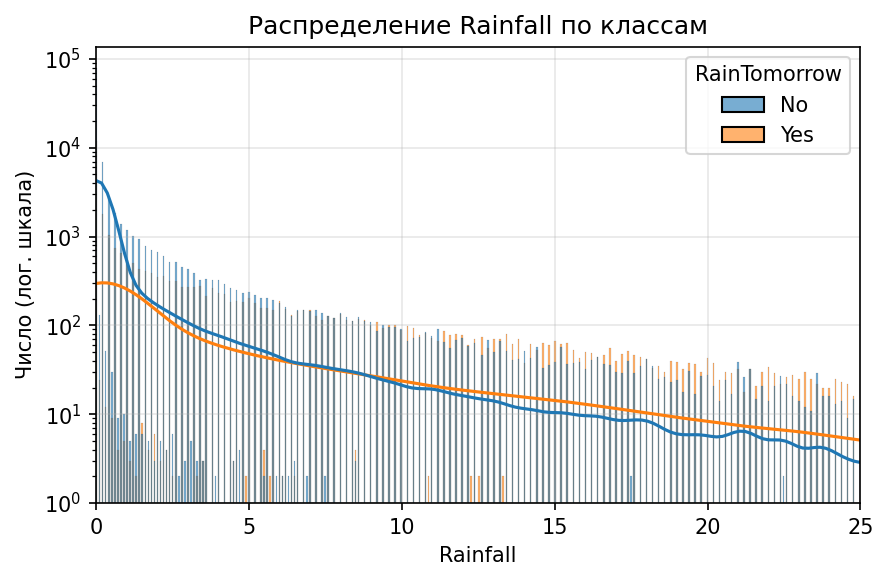 Распределение Rainfall по классам
Число (лог. шкала)
10^5
10^4
10^3
10^2
10^1
10^0
RainTomorrow
No
Yes
0 5 10 15 20 25
Rainfall